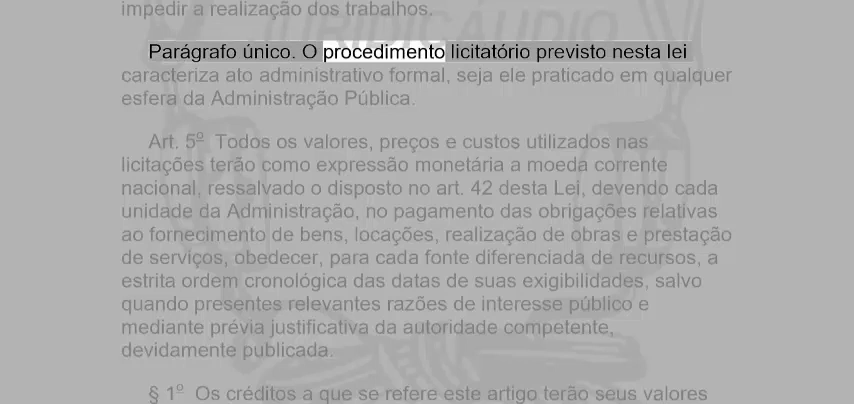 impedir a realização dos trabalhos.
JURIDICÁUDIO
Parágrafo único. O procedimento licitatório previsto nesta lei
caracteriza ato administrativo formal, seja ele praticado em qualquer
esfera da Administração Pública.
Art. 5º Todos os valores, preços e custos utilizados nas
licitações terão como expressão monetária a moeda corrente
nacional, ressalvado o disposto no art. 42 desta Lei, devendo cada
unidade da Administração, no pagamento das obrigações relativas
ao fornecimento de bens, locações, realização de obras e prestação
de serviços, obedecer, para cada fonte diferenciada de recursos, a
estrita ordem cronológica das datas de suas exigibilidades, salvo
quando presentes relevantes razões de interesse público e
mediante prévia justificativa da autoridade competente,
devidamente publicada.
§ 1º Os créditos a que se refere este artigo terão seus valores